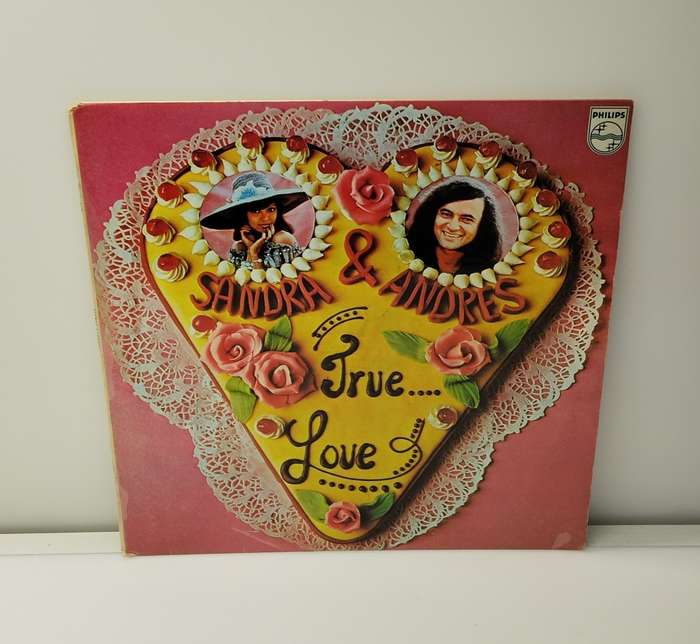 PHILIPS
SANDRA & ANDRES
True....
Love